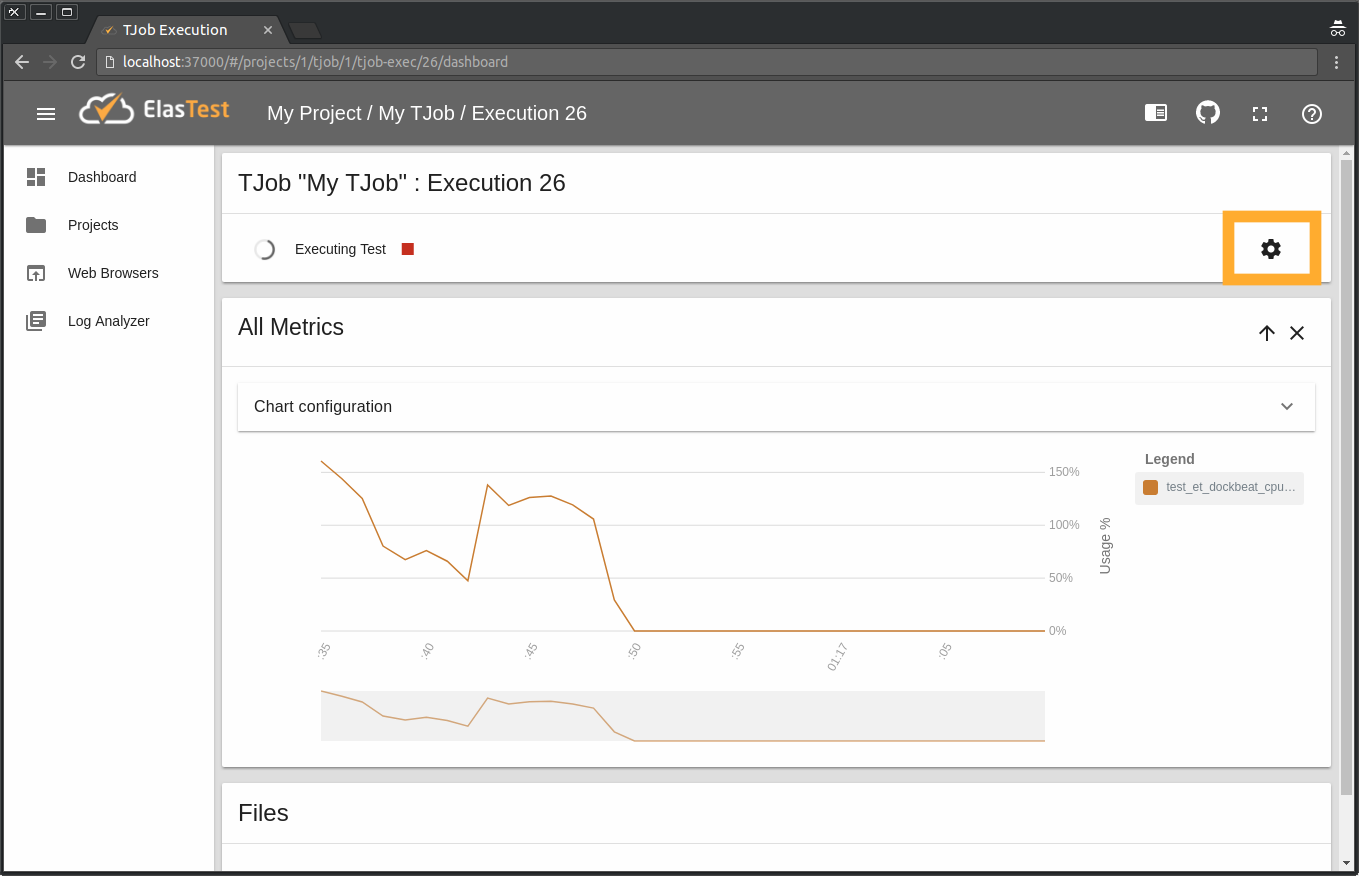 TJob Execution
localhost:37000/#/projects/1/tjob/1/tjob-exec/26/dashboard
ElasTest
My Project / My TJob / Execution 26
Dashboard
Projects
Web Browsers
Log Analyzer
TJob "My TJob" : Execution 26
Executing Test
All Metrics
Chart configuration
Legend
test_et_dockbeat_cpu...
150%
100%
50%
0%
Usage %
:35
:40
:45
:50
:55
01:17
:05
Files